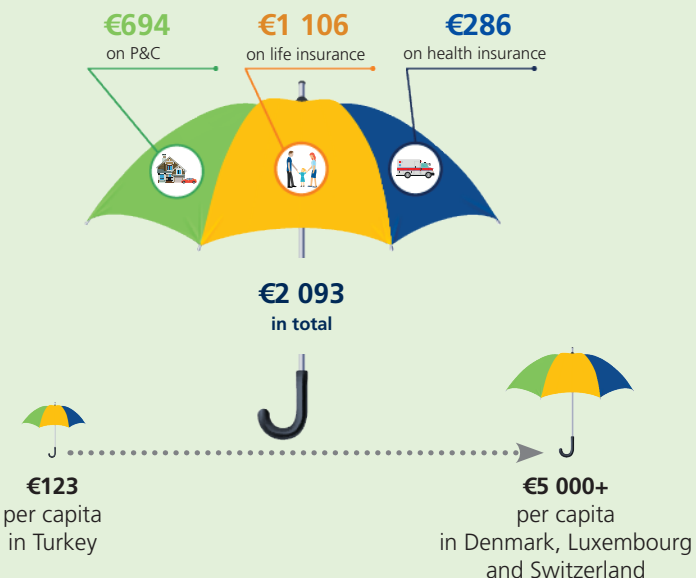 €694
on P&C
€1 106
on life insurance
€286
on health insurance
€2 093
in total
€123
per capita
in Turkey
€5 000+
per capita
in Denmark, Luxembourg
and Switzerland